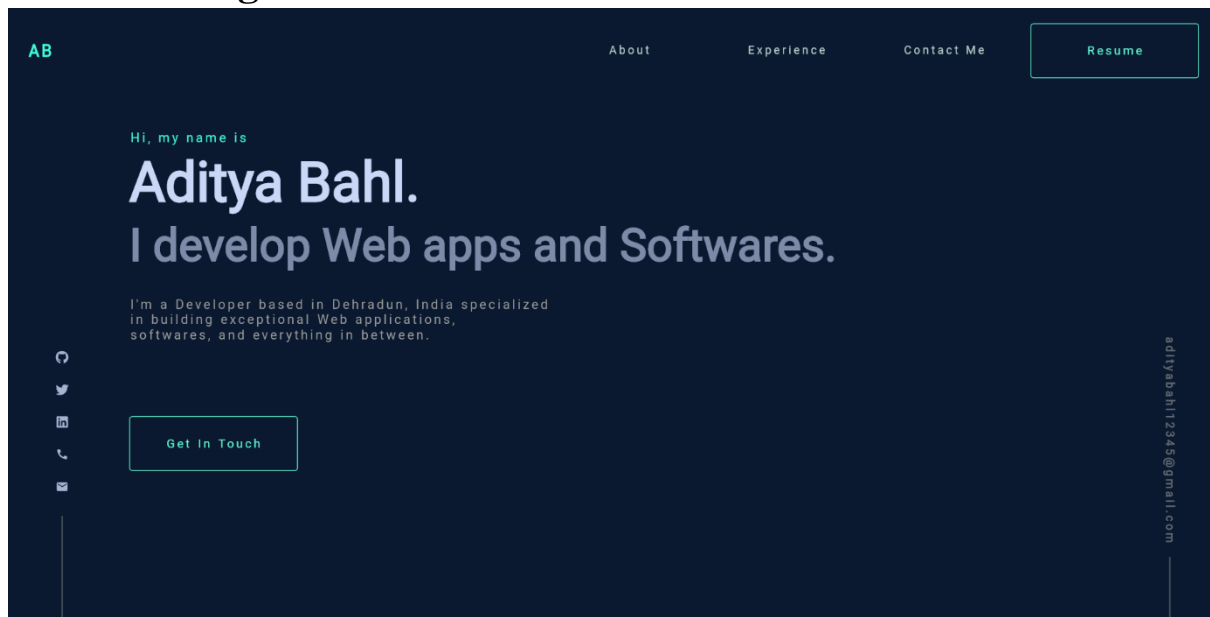 AB
About
Experience
Contact Me
Resume
Hi, my name is
Aditya Bahl.
I develop Web apps and Softwares.
I'm a Developer based in Dehradun, India specialized
in building exceptional Web applications,
softwares, and everything in between.
Get In Touch
adityabahl12345@gmail.com